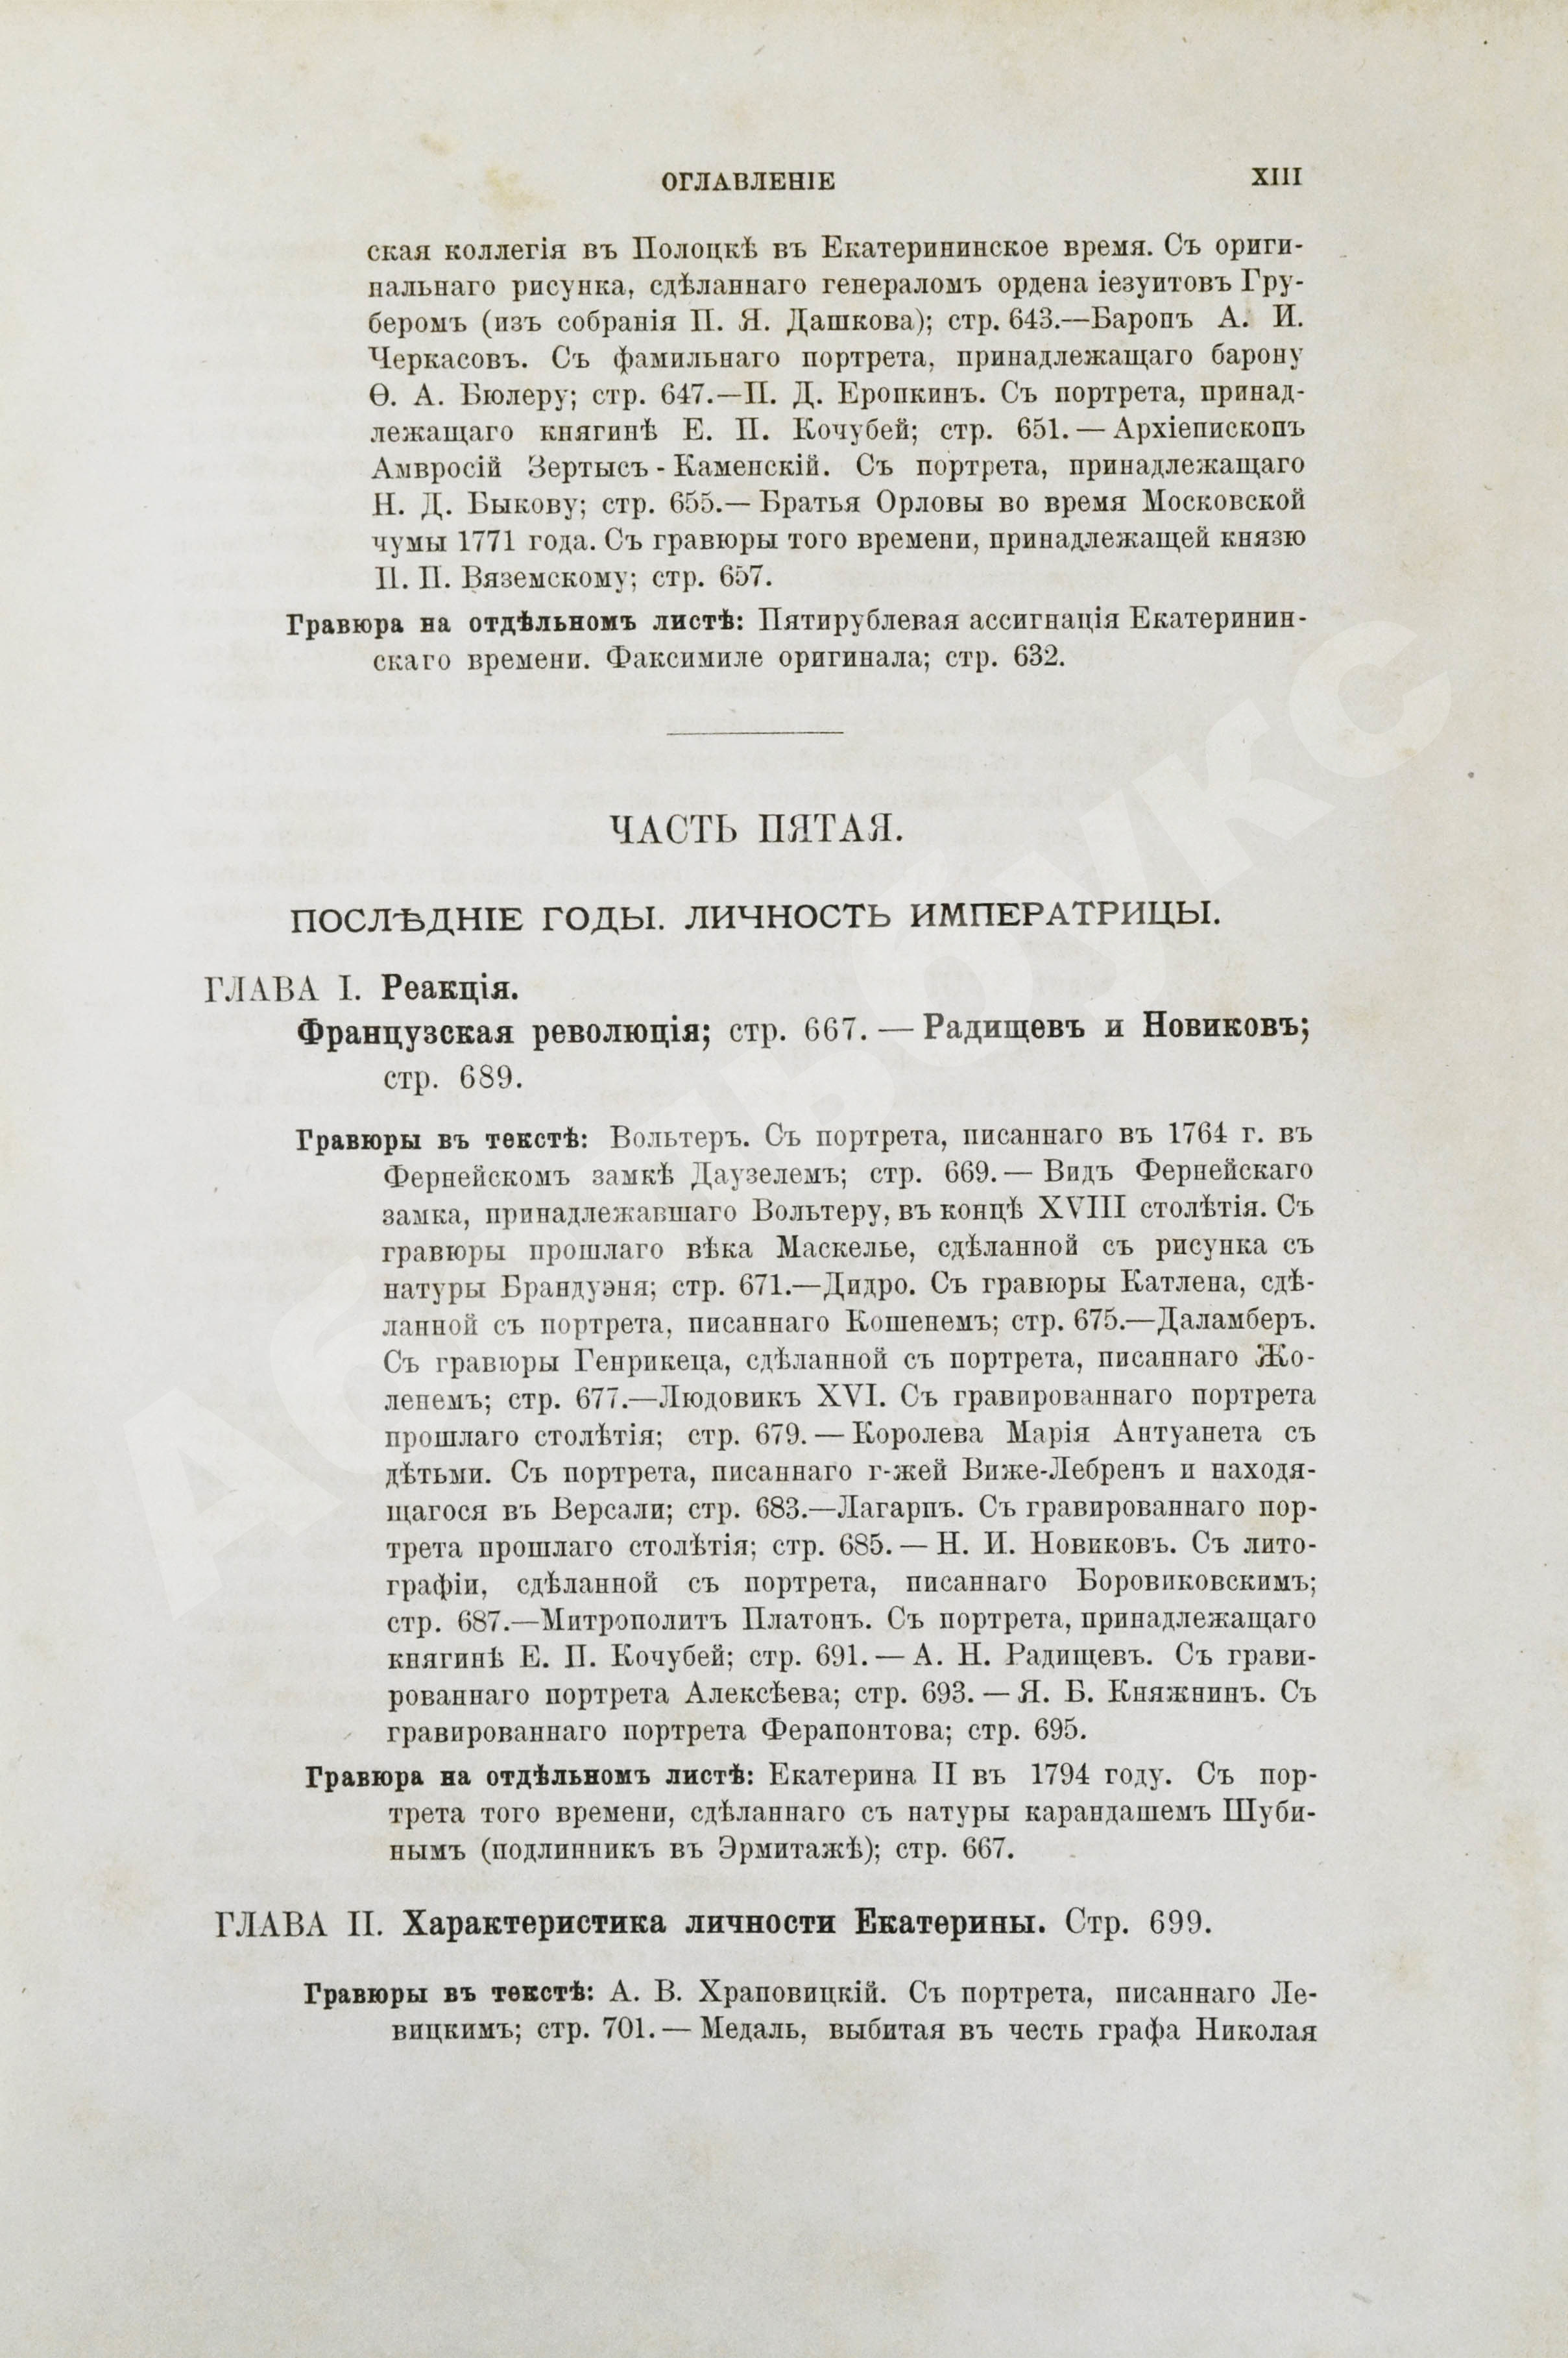 ОГЛАВЛЕНІЕ
XIII
ская коллегія въ Полоцкѣ въ Екатерининское время. Съ ориги-
нальнаго рисунка, сдѣланнаго генераломъ ордена іезуитовъ Гру-
беромъ (изъ собранія П. Я. Дашкова); стр. 643.—Баронъ А. И.
Черкасовъ. Съ фамильнаго портрета, принадлежащаго барону
Ѳ. А. Бюлеру; стр. 647.—П. Д. Еропкинъ. Съ портрета, принад-
лежащаго княгинѣ Е. П. Кочубей; стр. 651. — Архіепископъ
Амвросій Зертысъ - Каменскій. Съ портрета, принадлежащаго
Н. Д. Быкову; стр. 655.— Братья Орловы во время Московской
чумы 1771 года. Съ гравюры того времени, принадлежащей князю
П. П. Вяземскому; стр. 657.
Гравюра на отдѣльномъ листѣ: Пятирублевая ассигнація Екатеринин-
скаго времени. Факсимиле оригинала; стр. 632.
ЧАСТЬ ПЯТАЯ.
ПОСЛѢДНІЕ ГОДЫ. ЛИЧНОСТЬ ИМПЕРАТРИЦЫ.
ГЛАВА I. Реакція.
Французская революція; стр. 667. — Радищевъ и Новиковъ;
стр. 689.
Гравюры въ текстѣ: Вольтеръ. Съ портрета, писаннаго въ 1764 г. въ
Фернейскомъ замкѣ Даузелемъ; стр. 669. — Видъ Фернейскаго
замка, принадлежавшаго Вольтеру, въ концѣ XVIII столѣтія. Съ
гравюры прошлаго вѣка Маскелье, сдѣланной съ рисунка съ
натуры Брандуэня; стр. 671.—Дидро. Съ гравюры Катлена, сдѣ-
ланной съ портрета, писаннаго Кошенемъ; стр. 675.—Даламберъ.
Съ гравюры Генрикеца, сдѣланной съ портрета, писаннаго Жо-
ленемъ; стр. 677.—Людовикъ XVI. Съ гравированнаго портрета
прошлаго столѣтія; стр. 679. — Королева Марія Антуанета съ
дѣтьми. Съ портрета, писаннаго г-жей Виже-Лебренъ и находя-
щагося въ Версали; стр. 683.—Лагарпъ. Съ гравированнаго пор-
трета прошлаго столѣтія; стр. 685. — Н. И. Новиковъ. Съ лито-
графіи, сдѣланной съ портрета, писаннаго Боровиковскимъ;
стр. 687.—Митрополитъ Платонъ. Съ портрета, принадлежащаго
княгинѣ Е. П. Кочубей; стр. 691. — А. Н. Радищевъ. Съ грави-
рованнаго портрета Алексѣева; стр. 693. — Я. Б. Княжнинъ. Съ
гравированнаго портрета Ферапонтова; стр. 695.
Гравюра на отдѣльномъ листѣ: Екатерина II въ 1794 году. Съ пор-
трета того времени, сдѣланнаго съ натуры карандашемъ Шуби-
нымъ (подлинникъ въ Эрмитажѣ); стр. 667.
ГЛАВА II. Характеристика личности Екатерины. Стр. 699.
Гравюры въ текстѣ: А. В. Храповицкій. Съ портрета, писаннаго Ле-
вицкимъ; стр. 701. — Медаль, выбитая въ честь графа Николая